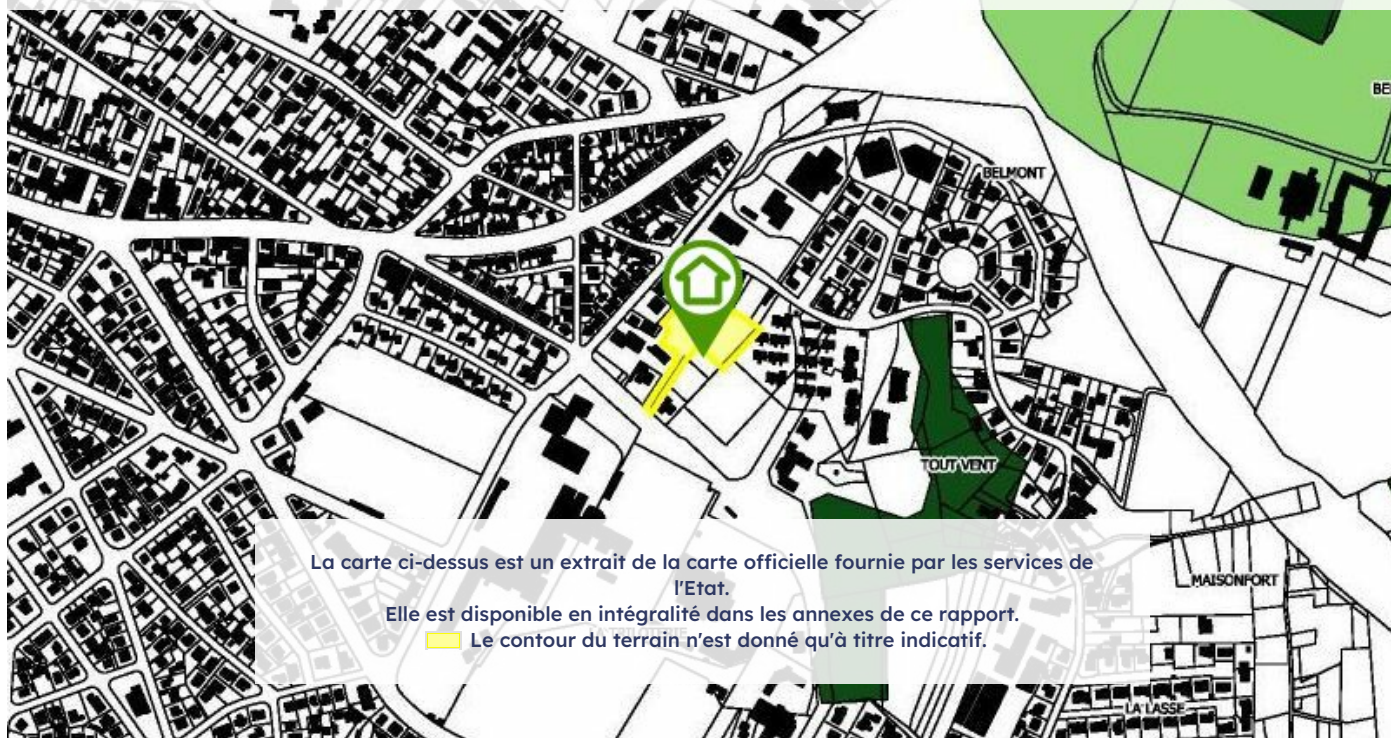 BELMONT
TOUT VENT
La carte ci-dessus est un extrait de la carte officielle fournie par les services de
l'Etat.
Elle est disponible en intégralité dans les annexes de ce rapport.
Le contour du terrain n'est donné qu'à titre indicatif.
MAISONFORT
LA LASSE